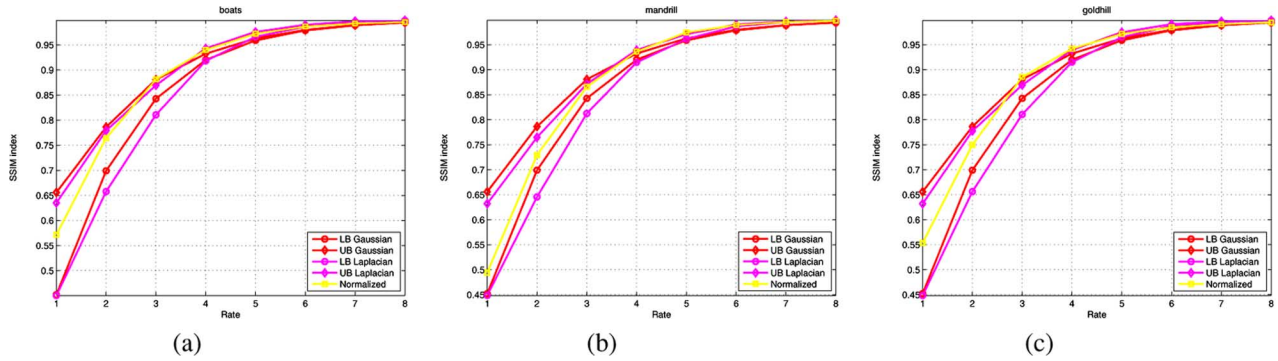 boats
SSIM index
0.95
0.9
0.85
0.8
0.75
0.7
0.65
0.6
0.55
0.5
1 2 3 4 5 6 7 8
Rate
LB Gaussian
UB Gaussian
LB Laplacian
UB Laplacian
Normalized
(a)
mandrill
SSIM index
0.95
0.9
0.85
0.8
0.75
0.7
0.65
0.6
0.55
0.5
0.45
1 2 3 4 5 6 7 8
Rate
LB Gaussian
UB Gaussian
LB Laplacian
UB Laplacian
Normalized
(b)
goldhill
SSIM index
0.95
0.9
0.85
0.8
0.75
0.7
0.65
0.6
0.55
0.5
0.45
1 2 3 4 5 6 7 8
Rate
LB Gaussian
UB Gaussian
LB Laplacian
UB Laplacian
Normalized
(c)